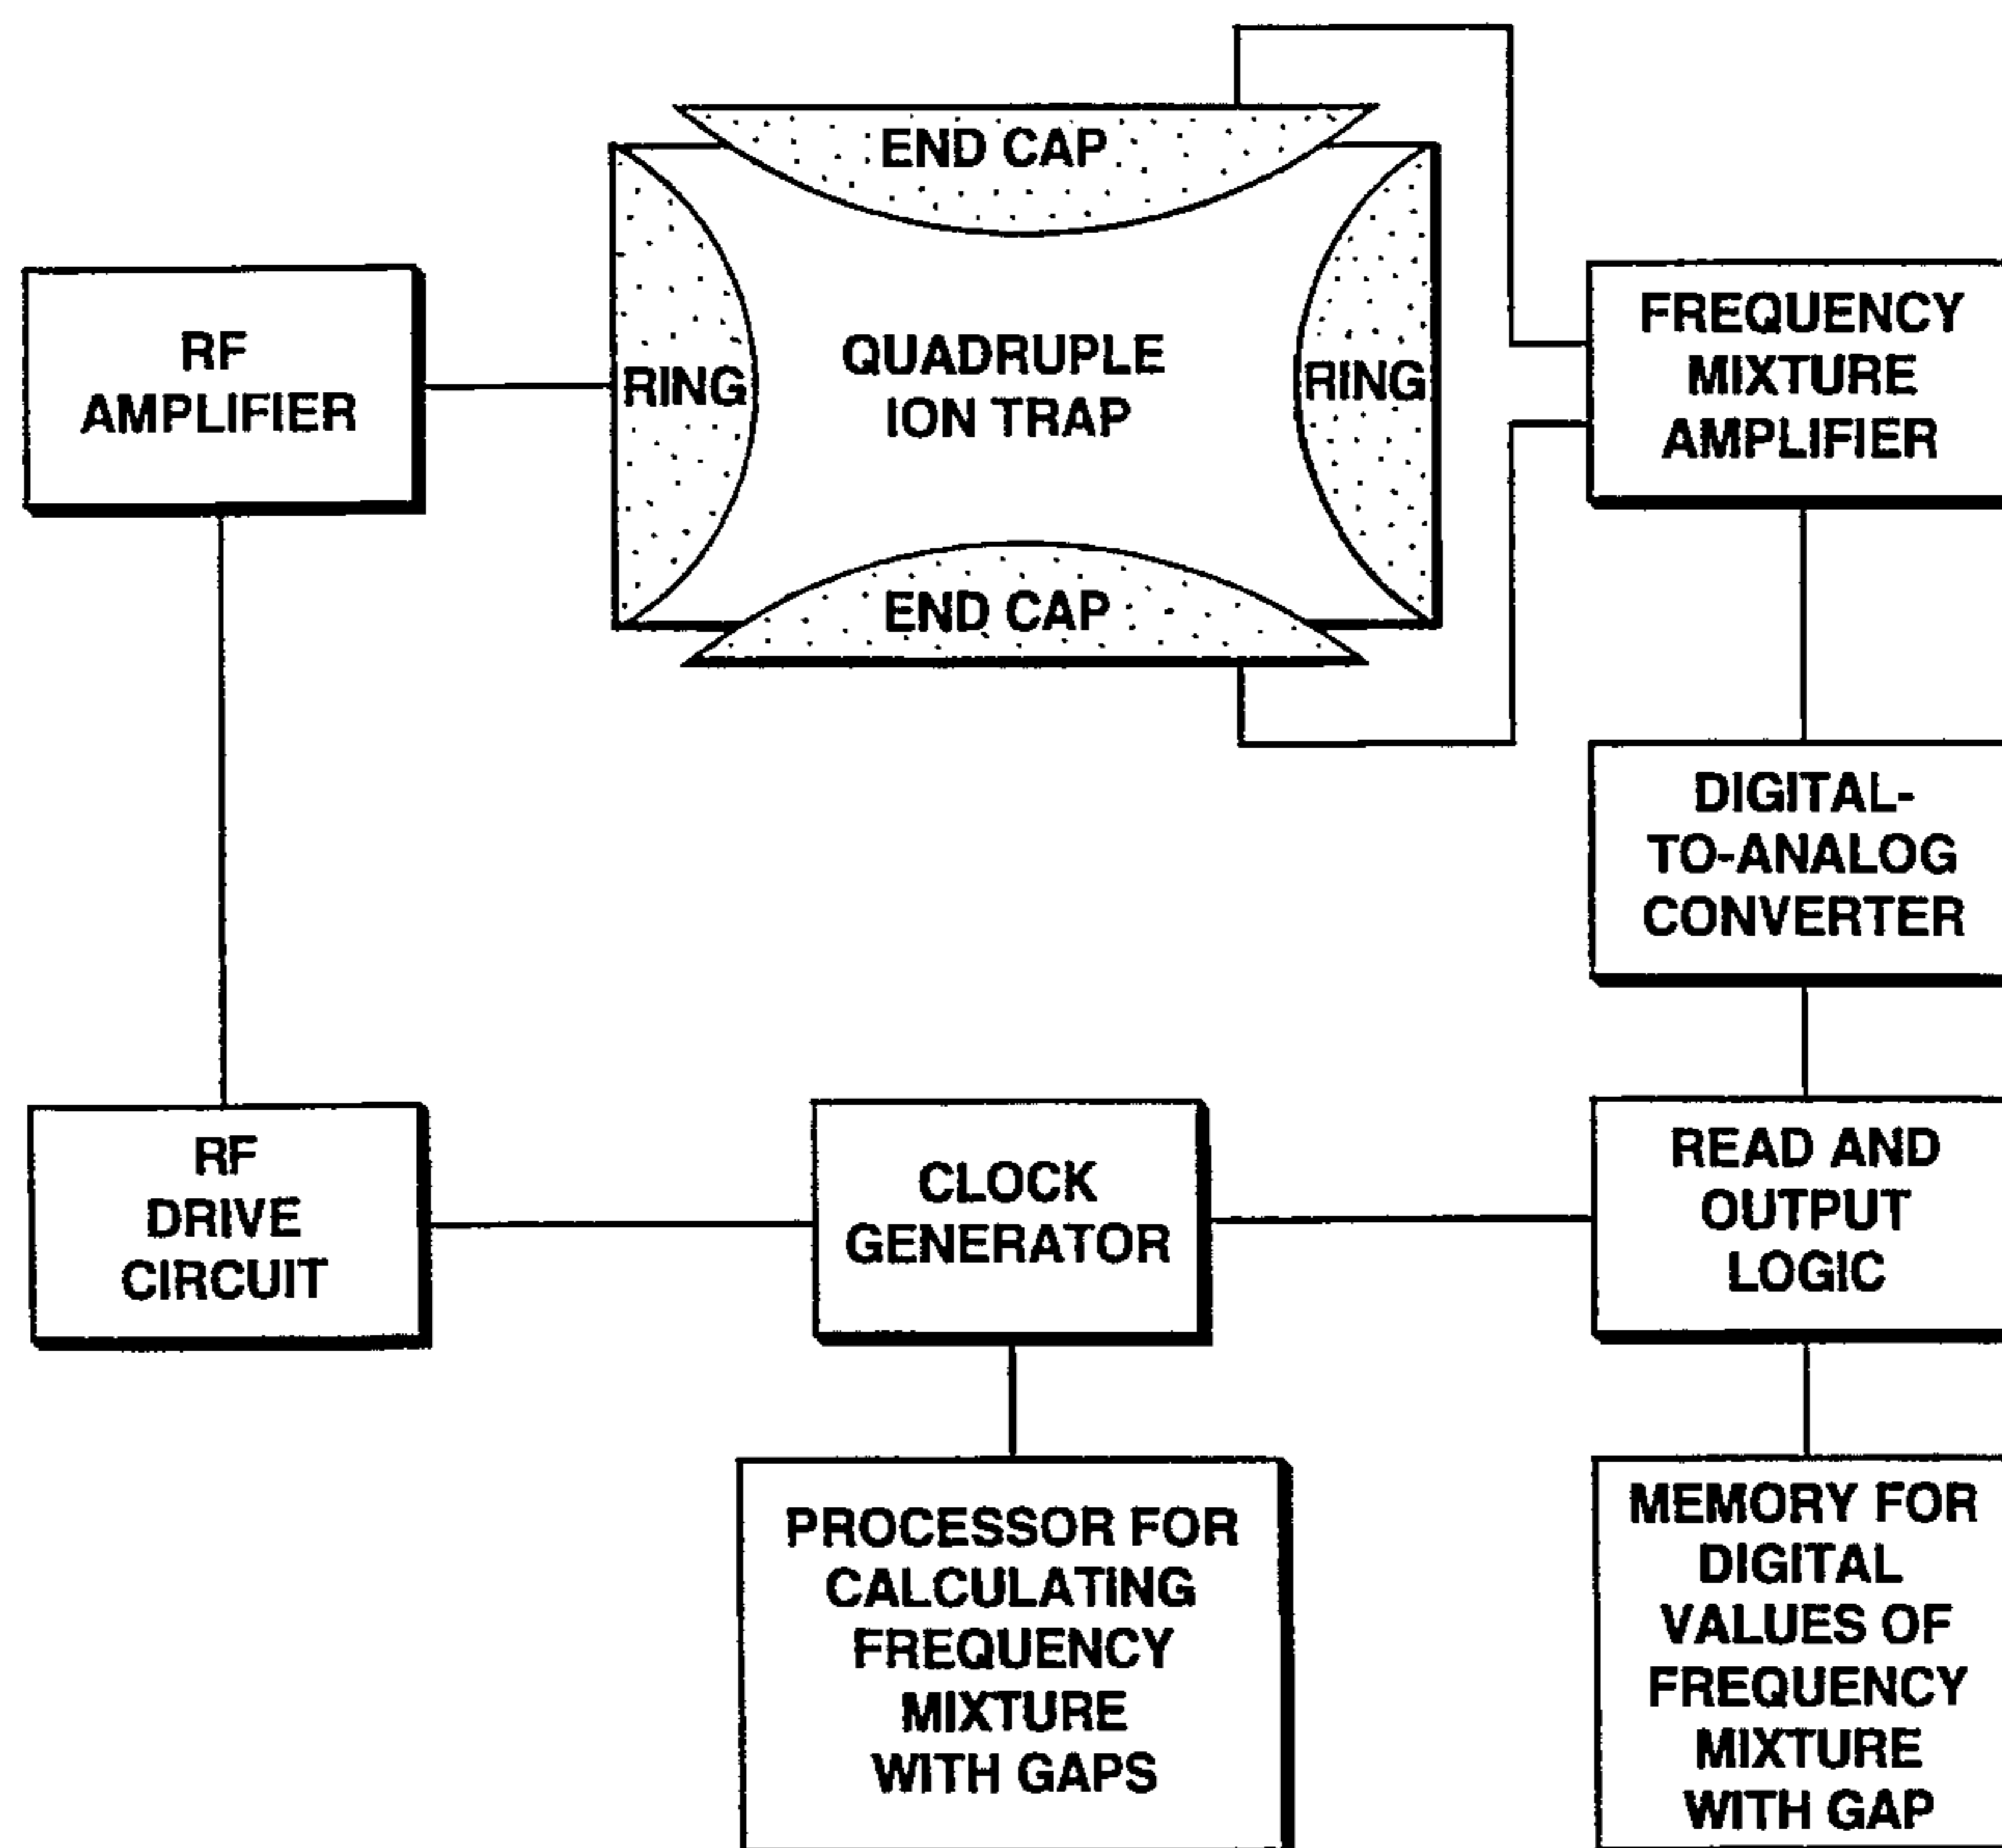 END CAP
RF
AMPLIFIER
RING
QUADRUPLE
ION TRAP
RING
FREQUENCY
MIXTURE
AMPLIFIER
END CAP
DIGITAL-
TO-ANALOG
CONVERTER
RF
DRIVE
CIRCUIT
CLOCK
GENERATOR
READ AND
OUTPUT
LOGIC
PROCESSOR FOR
CALCULATING
FREQUENCY
MIXTURE
WITH GAPS
MEMORY FOR
DIGITAL
VALUES OF
FREQUENCY
MIXTURE
WITH GAP